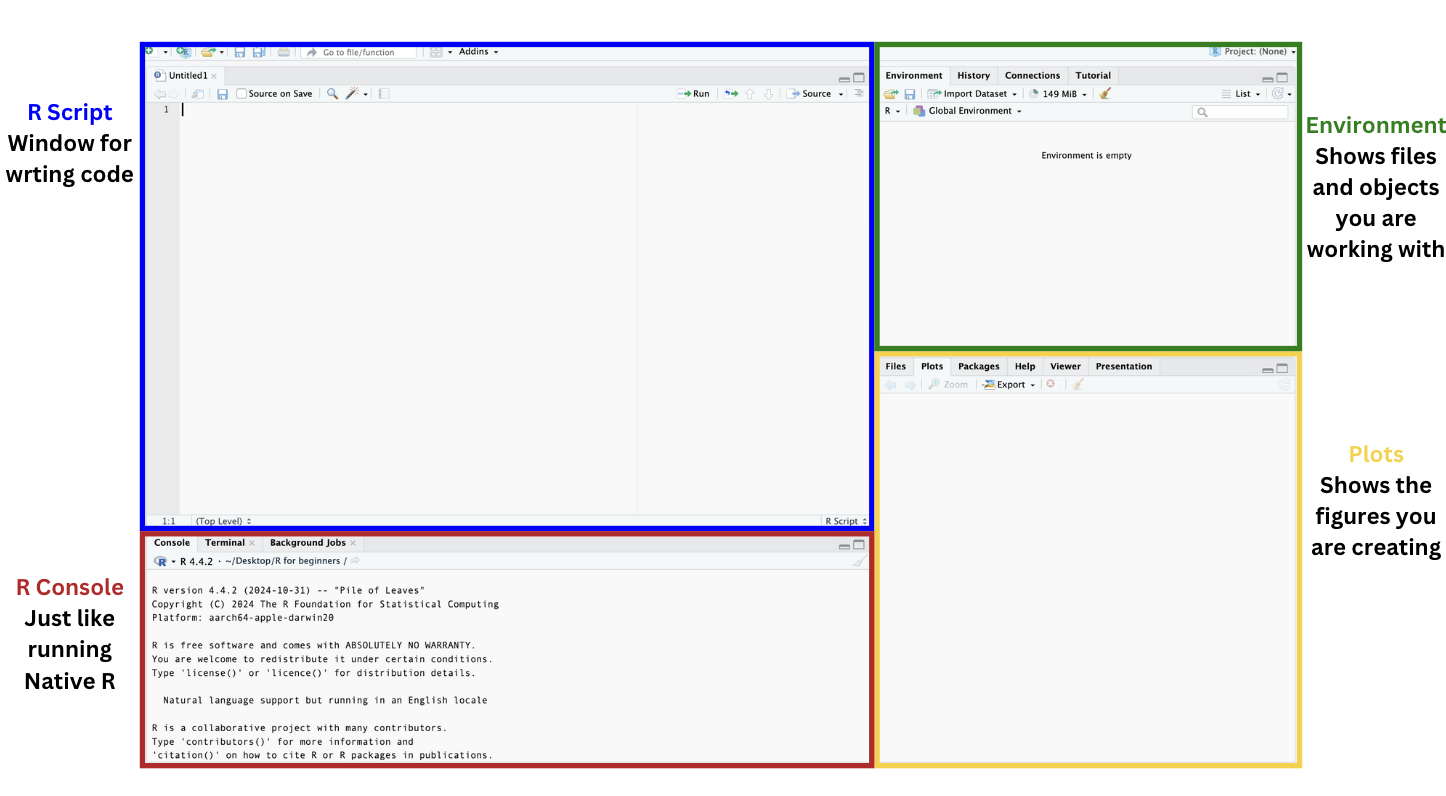 R Script
Window for
wrting code
Go to file/function
Addins
Untitled1
Source on Save
Run
Source
1
1:1
(Top Level)
R Script
R Console
Just like
running
Native R
Console
Terminal
Background Jobs
R 4.4.2 · ~/Desktop/R for beginners /
R version 4.4.2 (2024-10-31) -- "Pile of Leaves"
Copyright (C) 2024 The R Foundation for Statistical Computing
Platform: aarch64-apple-darwin20
R is free software and comes with ABSOLUTELY NO WARRANTY.
You are welcome to redistribute it under certain conditions.
Type 'license()' or 'licence()' for distribution details.
Natural language support but running in an English locale
R is a collaborative project with many contributors.
Type 'contributors()' for more information and
'citation()' on how to cite R or R packages in publications.
Project: (None)
Environment
History
Connections
Tutorial
Import Dataset
149 MiB
List
R
Global Environment
Environment is empty
Environment
Shows files
and objects
you are
working with
Files
Plots
Packages
Help
Viewer
Presentation
Zoom
Export
Plots
Shows the
figures you
are creating